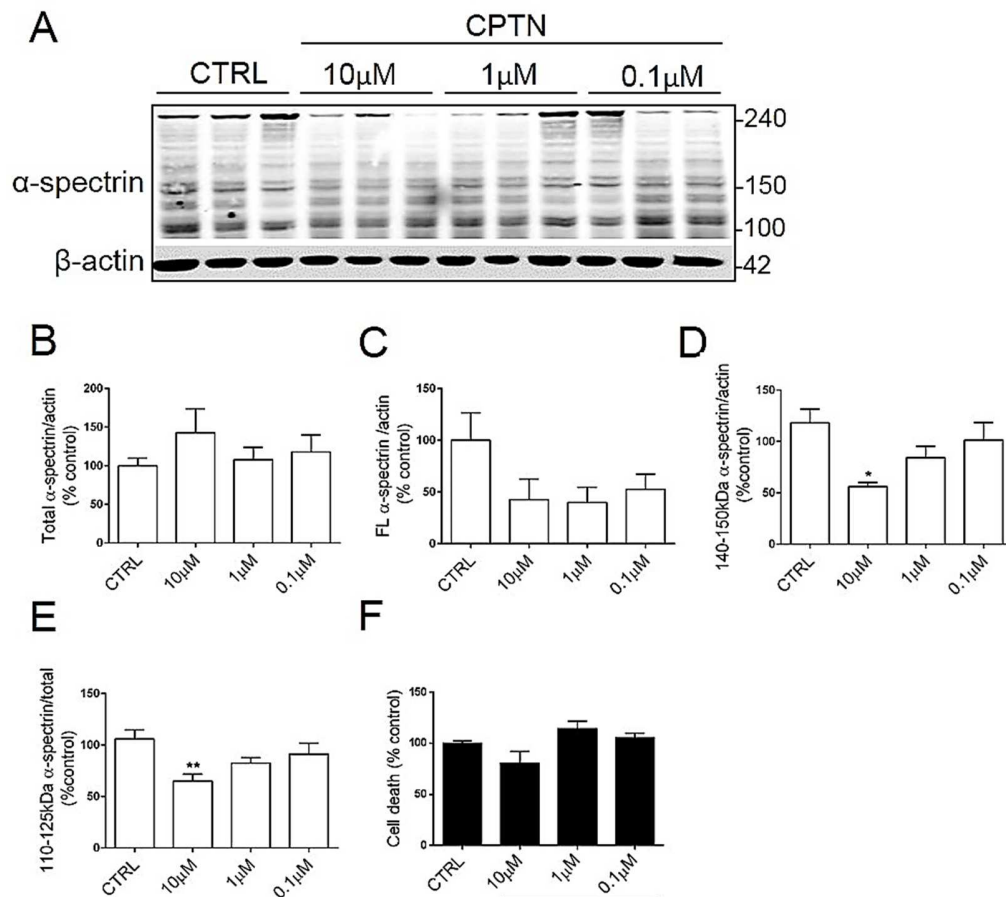 A
CPTN
CTRL 10µM 1µM 0.1µM
-240
α-spectrin -150
-100
β-actin -42
B
Total α-spectrin/actin
(% control)
200
150
100
50
0
CTRL 10µM 1µM 0.1µM
C
FL α-spectrin /actin
(% control)
150
100
50
0
CTRL 10µM 1µM 0.1µM
D
140-150kDa α-spectrin/actin
(%control)
150
100
50
0
*
CTRL 10µM 1µM 0.1µM
E
110-125kDa α-spectrin/total
(%control)
150
100
50
0
**
CTRL 10µM 1µM 0.1µM
F
Cell death (% control)
150
100
50
0
CTRL 10µM 1µM 0.1µM